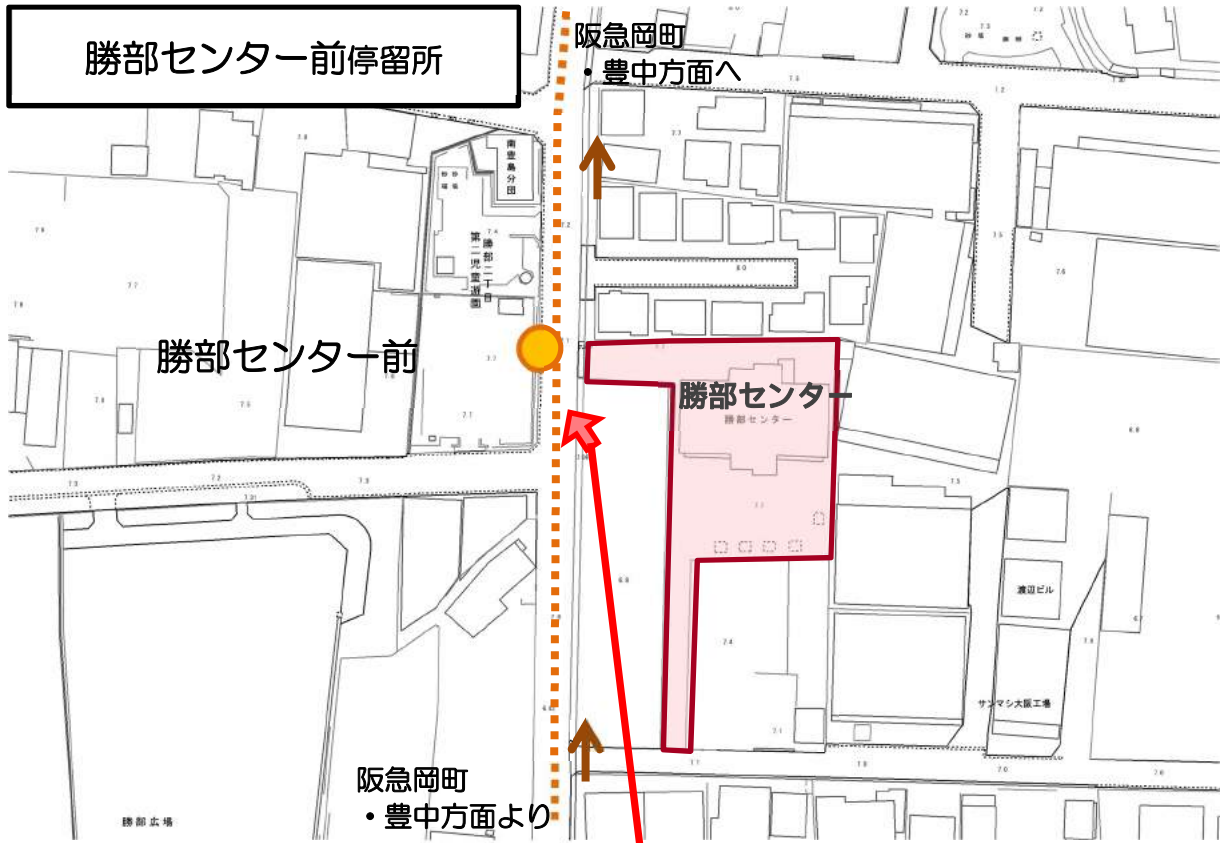 勝部センター前停留所
阪急岡町
・豊中方面へ
南豊島分団
勝部二丁目
第二児童遊園
勝部センター前
勝部センター
勝部センター
渡辺ビル
サンマシ大阪工場
阪急岡町
・豊中方面より
勝部広場